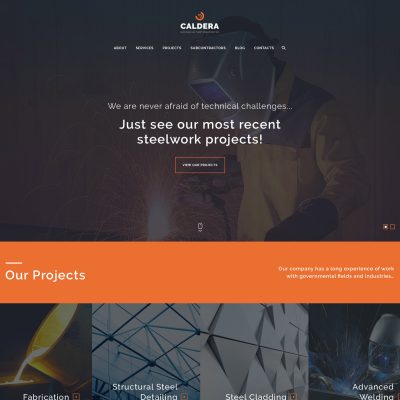 CALDERA
ABOUT SERVICES PROJECTS SUBCONTRACTORS BLOG CONTACTS
We are never afraid of technical challenges...
Just see our most recent
steelwork projects!
VIEW OUR PROJECTS
Our Projects
Our company has a long experience of work
with governmental fields and industries...
Fabrication
Structural Steel
Detailing
Steel Cladding
Advanced
Welding